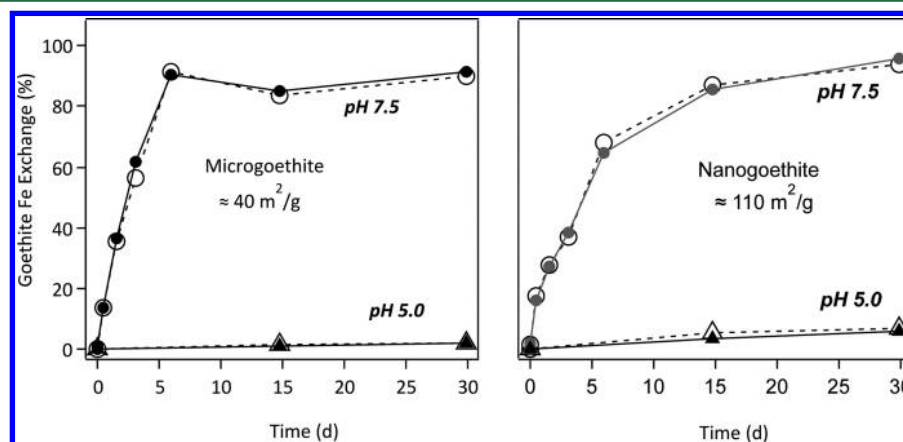 Goethite Fe Exchange (%)
100
80
60
40
20
0
pH 7.5
Microgoethite
≈ 40 m²/g
pH 5.0
0
5
10
15
20
25
30
Time (d)
pH 7.5
Nanogoethite
≈ 110 m²/g
pH 5.0
0
5
10
15
20
25
30
Time (d)